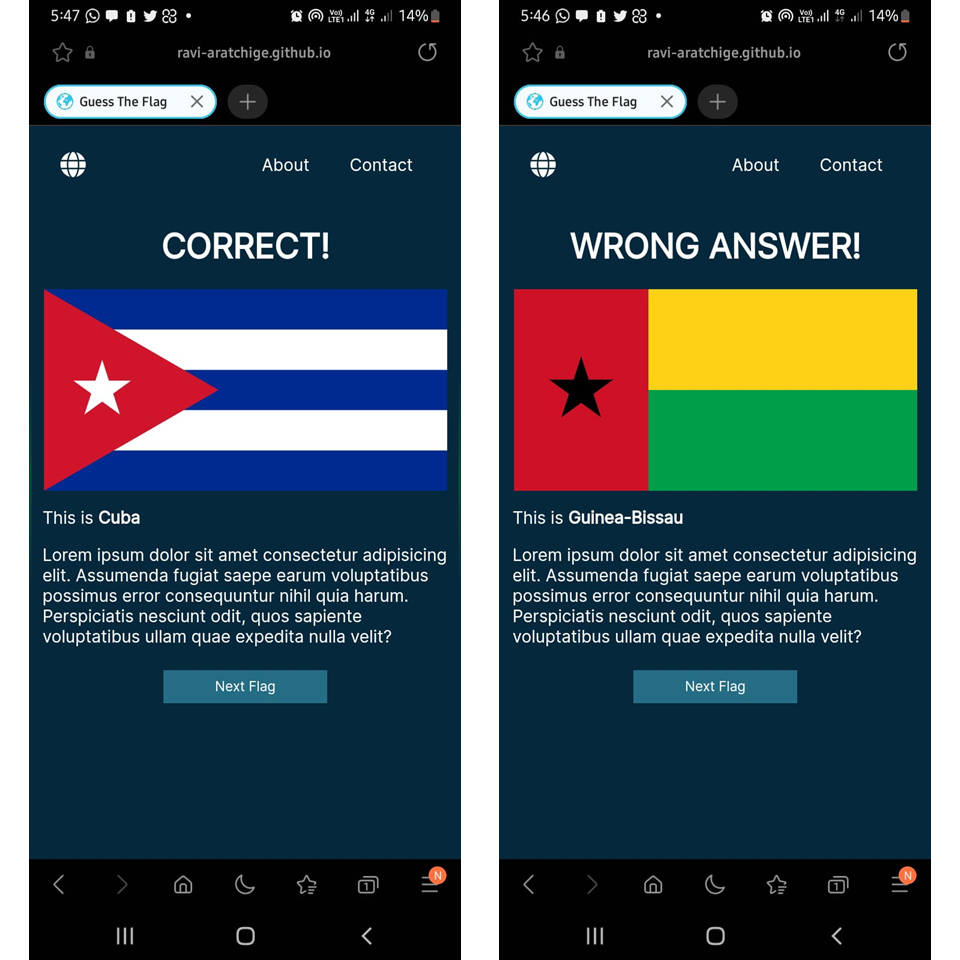 5:47
14%
ravi-aratchige.github.io
Guess The Flag
About Contact
CORRECT!
This is Cuba
Lorem ipsum dolor sit amet consectetur adipisicing
elit. Assumenda fugiat saepe earum voluptatibus
possimus error consequuntur nihil quia harum.
Perspiciatis nesciunt odit, quos sapiente
voluptatibus ullam quae expedita nulla velit?
Next Flag
1
N
5:46
Vo))
LTE1
4G
14%
ravi-aratchige.github.io
Guess The Flag
About Contact
WRONG ANSWER!
This is Guinea-Bissau
Lorem ipsum dolor sit amet consectetur adipisicing
elit. Assumenda fugiat saepe earum voluptatibus
possimus error consequuntur nihil quia harum.
Perspiciatis nesciunt odit, quos sapiente
voluptatibus ullam quae expedita nulla velit?
Next Flag
1
N